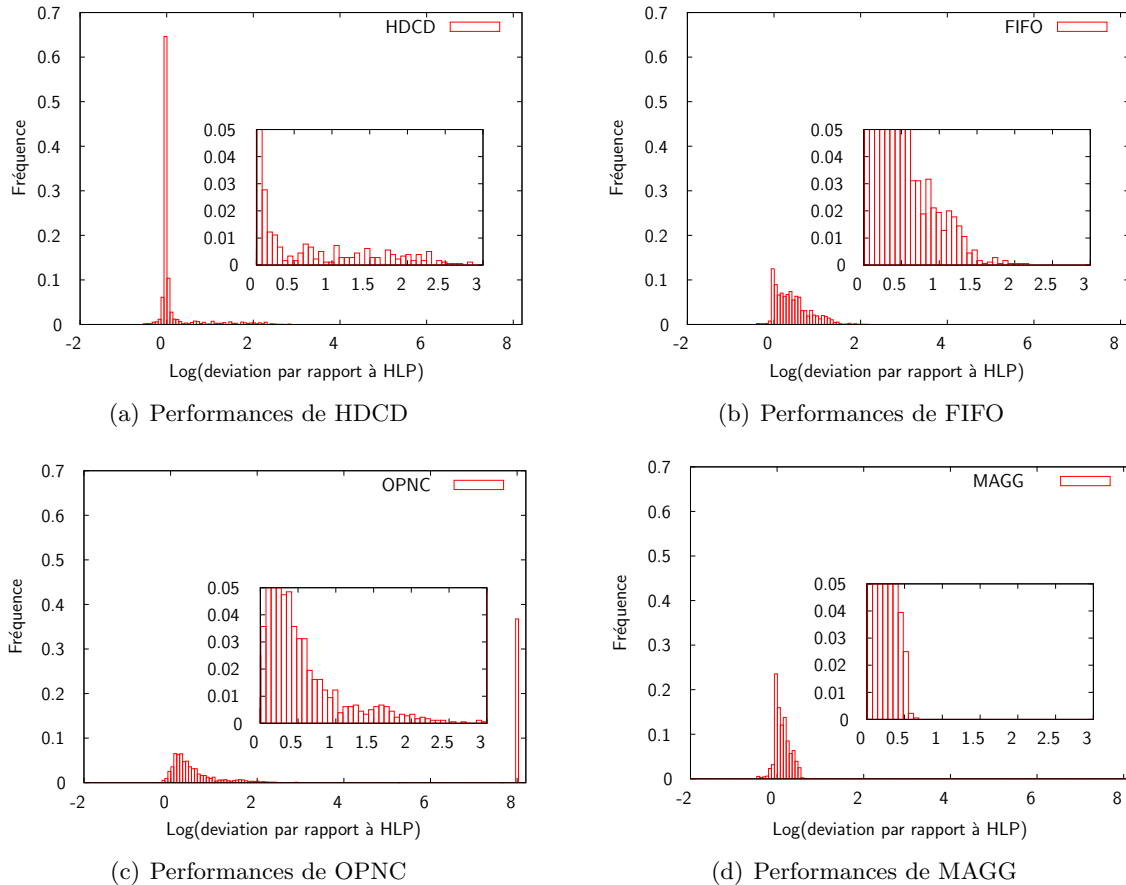 0.7
0.6
0.5
0.4
0.3
0.2
0.1
0
Fréquence
HDCD
0.05
0.04
0.03
0.02
0.01
0
0 0.5 1 1.5 2 2.5 3
-2 0 2 4 6 8
Log(deviation par rapport à HLP)
(a) Performances de HDCD
0.7
0.6
0.5
0.4
0.3
0.2
0.1
0
Fréquence
FIFO
0.05
0.04
0.03
0.02
0.01
0
0 0.5 1 1.5 2 2.5 3
-2 0 2 4 6 8
Log(deviation par rapport à HLP)
(b) Performances de FIFO
0.7
0.6
0.5
0.4
0.3
0.2
0.1
0
Fréquence
OPNC
0.05
0.04
0.03
0.02
0.01
0
0 0.5 1 1.5 2 2.5 3
-2 0 2 4 6 8
Log(deviation par rapport à HLP)
(c) Performances de OPNC
0.7
0.6
0.5
0.4
0.3
0.2
0.1
0
Fréquence
MAGG
0.05
0.04
0.03
0.02
0.01
0
0 0.5 1 1.5 2 2.5 3
-2 0 2 4 6 8
Log(deviation par rapport à HLP)
(d) Performances de MAGG